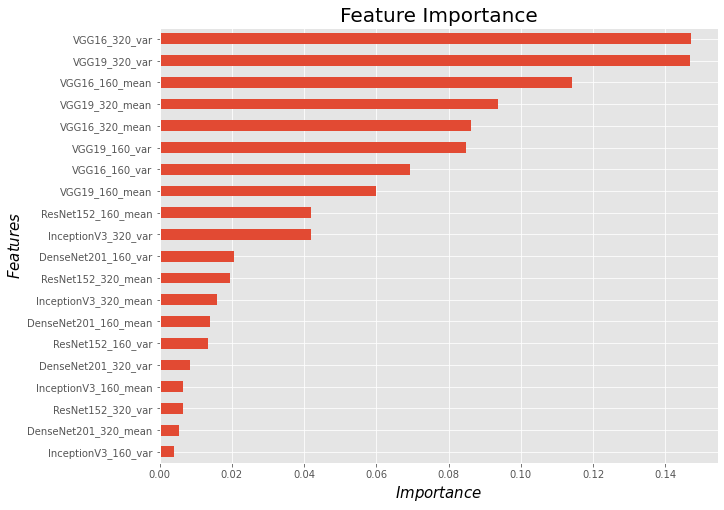 Feature Importance
VGG16_320_var
VGG19_320_var
VGG16_160_mean
VGG19_320_mean
VGG16_320_mean
VGG19_160_var
VGG16_160_var
VGG19_160_mean
ResNet152_160_mean
InceptionV3_320_var
DenseNet201_160_var
ResNet152_320_mean
InceptionV3_320_mean
DenseNet201_160_mean
ResNet152_160_var
DenseNet201_320_var
InceptionV3_160_mean
ResNet152_320_var
DenseNet201_320_mean
InceptionV3_160_var
Features
0.00 0.02 0.04 0.06 0.08 0.10 0.12 0.14
Importance